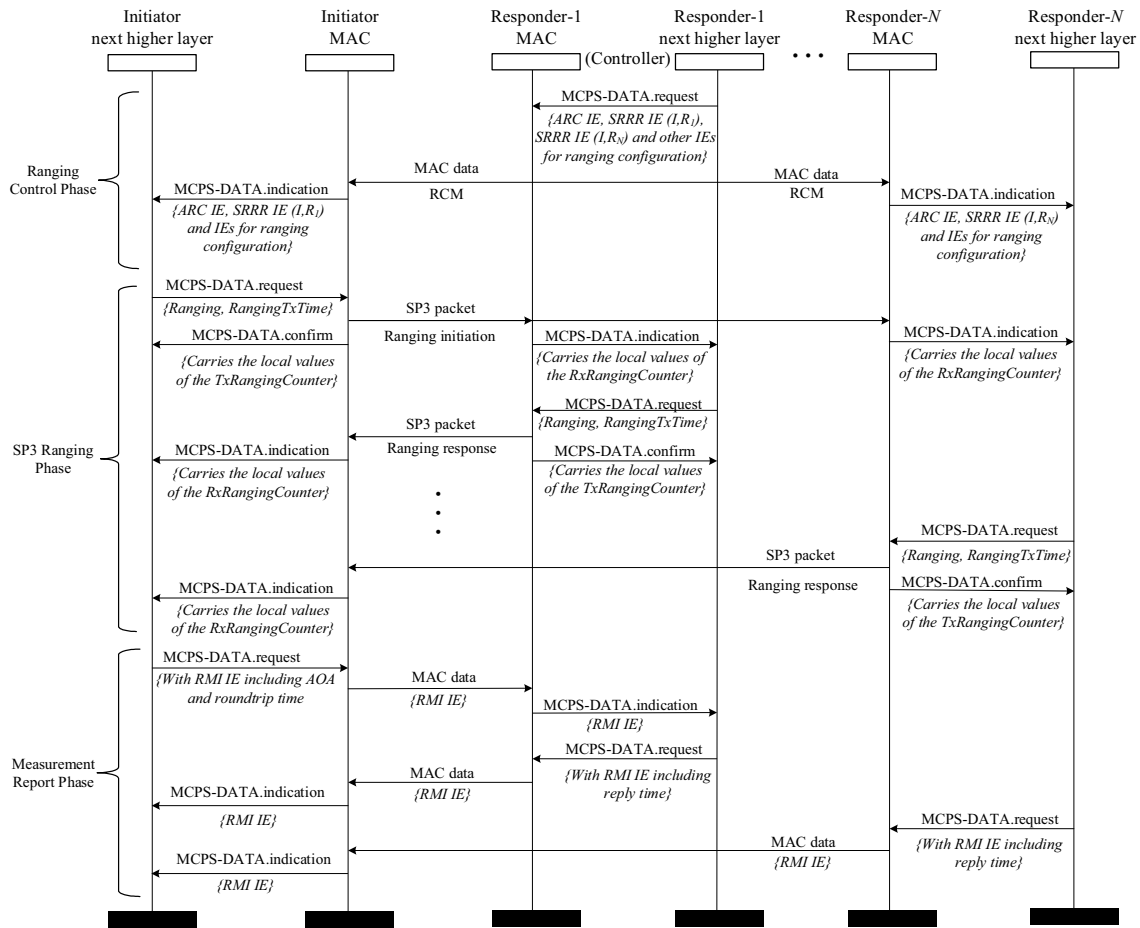 Initiator
next higher layer
Initiator
MAC
Responder-1
MAC
(Controller)
Responder-1
next higher layer
• • •
Responder-N
MAC
Responder-N
next higher layer
Ranging
Control Phase
MCPS-DATA.request
{ARC IE, SRRR IE (I,R1),
SRRR IE (I,RN) and other IEs
for ranging configuration}
MAC data
RCM
MAC data
RCM
MCPS-DATA.indication
{ARC IE, SRRR IE (I,R1)
and IEs for ranging
configuration}
MCPS-DATA.indication
{ARC IE, SRRR IE (I,RN)
and IEs for ranging
configuration}
SP3 Ranging
Phase
MCPS-DATA.request
{Ranging, RangingTxTime}
SP3 packet
Ranging initiation
MCPS-DATA.confirm
{Carries the local values
of the TxRangingCounter}
MCPS-DATA.indication
{Carries the local values of
the RxRangingCounter}
MCPS-DATA.indication
{Carries the local values
of the RxRangingCounter}
MCPS-DATA.request
{Ranging, RangingTxTime}
SP3 packet
Ranging response
MCPS-DATA.indication
{Carries the local values
of the RxRangingCounter}
MCPS-DATA.confirm
{Carries the local values
of the TxRangingCounter}
MCPS-DATA.request
{Ranging, RangingTxTime}
SP3 packet
Ranging response
MCPS-DATA.indication
{Carries the local values
of the RxRangingCounter}
MCPS-DATA.confirm
{Carries the local values
of the TxRangingCounter}
Measurement
Report Phase
MCPS-DATA.request
{With RMI IE including AOA
and roundtrip time
MAC data
{RMI IE}
MCPS-DATA.indication
{RMI IE}
MCPS-DATA.request
{With RMI IE including
reply time}
MAC data
{RMI IE}
MCPS-DATA.indication
{RMI IE}
MCPS-DATA.request
{With RMI IE including
reply time}
MAC data
{RMI IE}
MCPS-DATA.indication
{RMI IE}